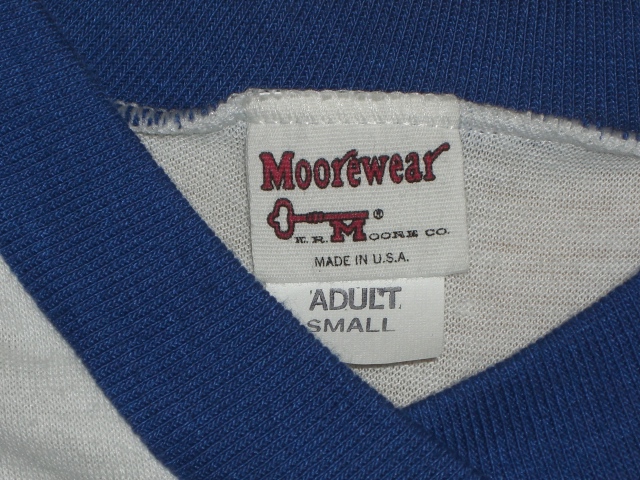 Moorewear
®
E.R. MOORE CO.
MADE IN U.S.A.
ADULT
SMALL